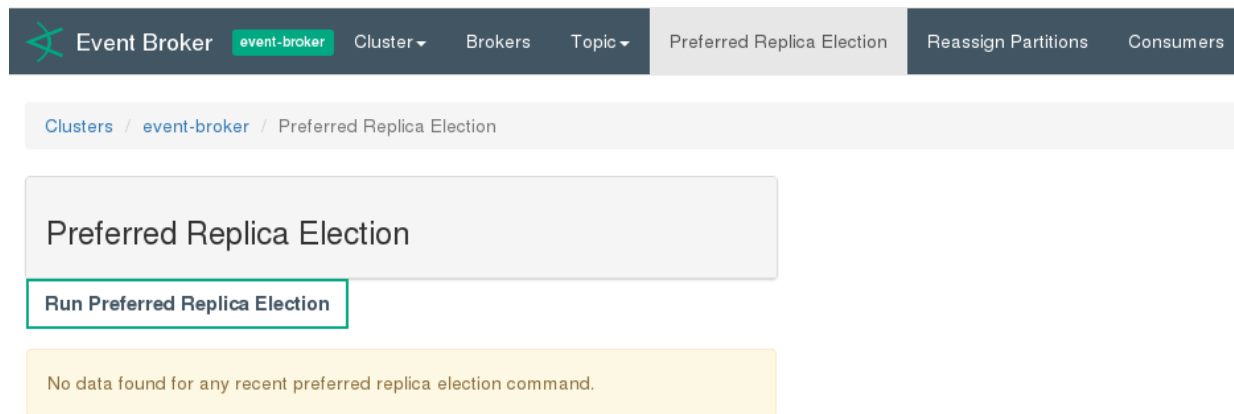 Event Broker event-broker Cluster Brokers Topic Preferred Replica Election Reassign Partitions Consumers
Clusters / event-broker / Preferred Replica Election
Preferred Replica Election
Run Preferred Replica Election
No data found for any recent preferred replica election command.